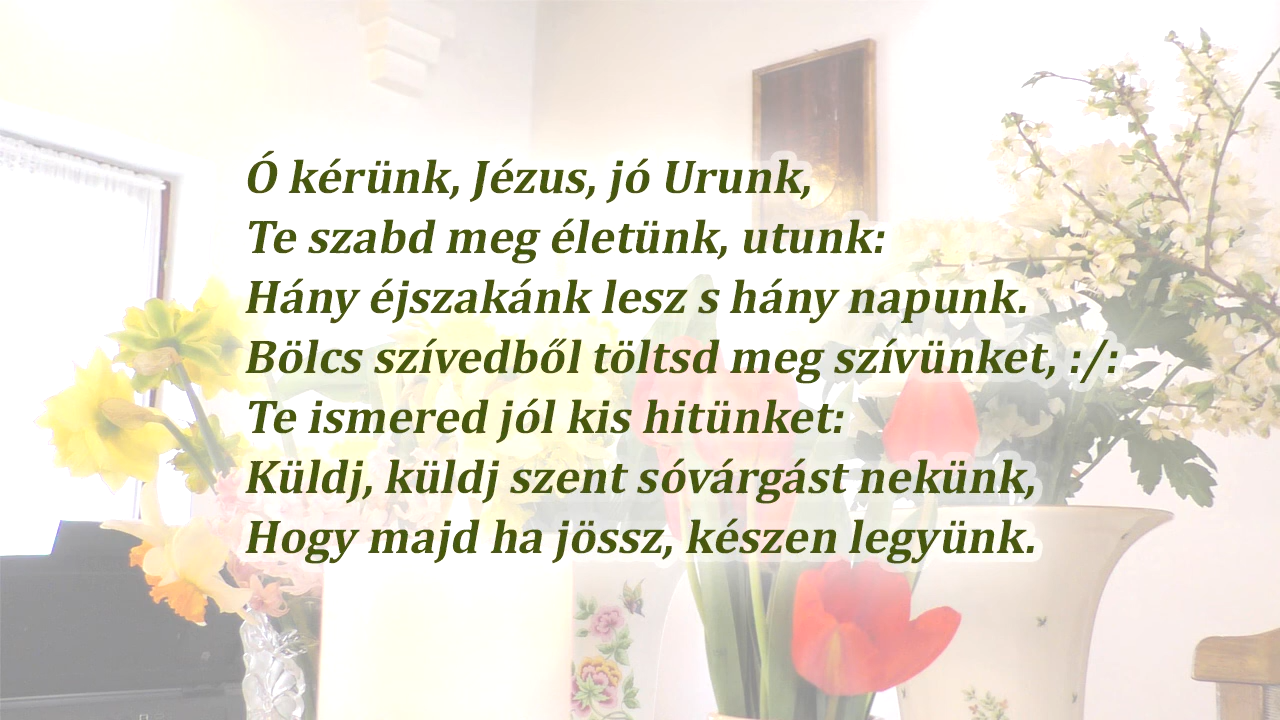 Ó kérünk, Jézus, jó Urunk,
Te szabd meg életünk, utunk:
Hány éjszakánk lesz s hány napunk.
Bölcs szívedből töltsd meg szívünket, :/:
Te ismered jól kis hitünket:
Küldj, küldj szent sóvárgást nekünk,
Hogy majd ha jössz, készen legyünk.